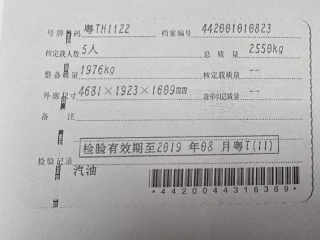 号牌号码 粤TH1122 档案编号 442001010823
核定载人数 5人 总质量 2550kg
整备质量 1976kg 核定载质量 --
外廓尺寸 4681×1923×1609mm 准牵引总质量 --
备注
检验有效期至2019 年08 月粤T(11)
检验记录
汽油
*4420044316369*